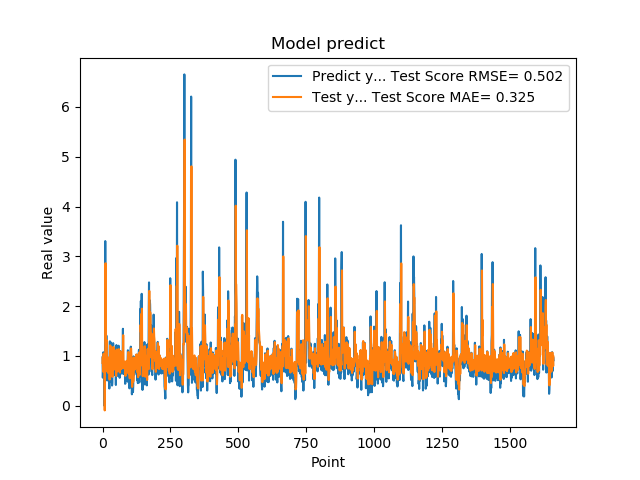 Model predict
Predict y... Test Score RMSE= 0.502
Test y... Test Score MAE= 0.325
Real value
6
5
4
3
2
1
0
0 250 500 750 1000 1250 1500
Point